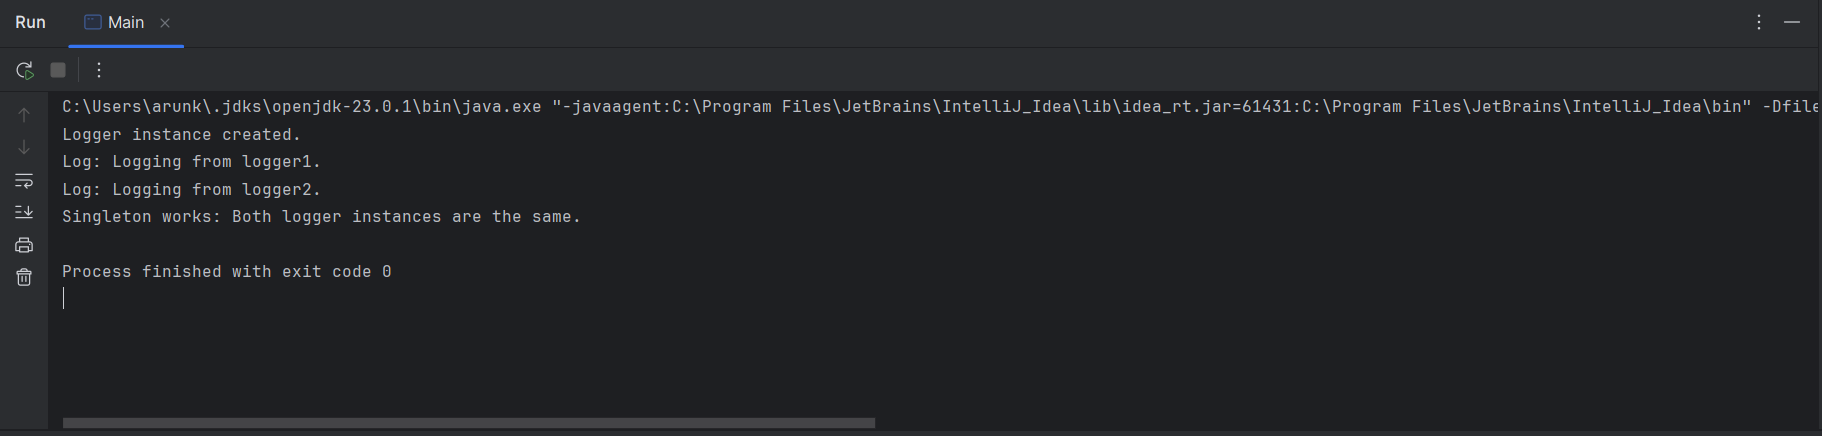 Run Main
C:\Users\arunk\.jdks\openjdk-23.0.1\bin\java.exe "-javaagent:C:\Program Files\JetBrains\IntelliJ_Idea\lib\idea_rt.jar=61431:C:\Program Files\JetBrains\IntelliJ_Idea\bin" -Dfile
Logger instance created.
Log: Logging from logger1.
Log: Logging from logger2.
Singleton works: Both logger instances are the same.
Process finished with exit code 0